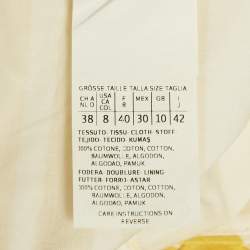 GRÖSSE TAILLE TALLA SIZE TAGLIA
CH A USA F MEX GB I
NL D CA CO B J
38 8 40 30 10 42
TESSUTO-TISSU-CLOTH-STOFF
TEJIDO-TECIDO-KUMAŞ
100% COTONE, COTON, COTTON,
BAUMWOLLE, ALGODON,
ALGODAO, PAMUK
FODERA-DOUBLURE-LINING
FUTTER-FORRO-ASTAR
100% COTONE, COTON, COTTON,
BAUMWOLLE, ALGODON,
ALGODAO, PAMUK
CARE INSTRUCTIONS ON
REVERSE